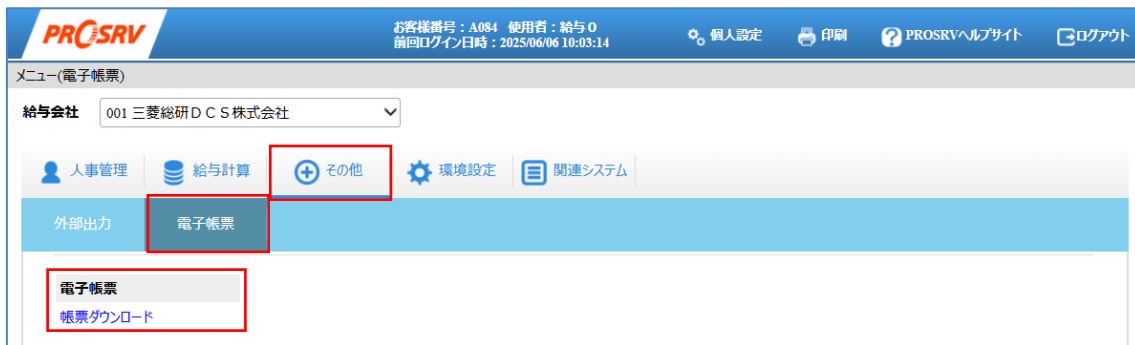 PROSRV
お客様番号：A084 使用者：給与０
前回ログイン日時：2025/06/06 10:03:14
個人設定
印刷
PROSRVヘルプサイト
ログアウト
メニュー(電子帳票)
給与会社 001 三菱総研ＤＣＳ株式会社
人事管理 給与計算 その他 環境設定 関連システム
外部出力 電子帳票
電子帳票
帳票ダウンロード